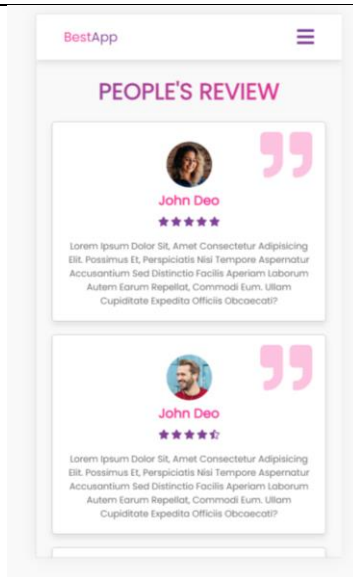 BestApp
PEOPLE'S REVIEW
John Deo
Lorem Ipsum Dolor Sit, Amet Consectetur Adipisicing
Elit. Possimus Et, Perspiciatis Nisi Tempore Aspernatur
Accusantium Sed Distinctio Facilis Aperiam Laborum
Autem Earum Repellat, Commodi Eum. Ullam
Cupiditate Expedita Officiis Obcaecati?
John Deo
Lorem Ipsum Dolor Sit, Amet Consectetur Adipisicing
Elit. Possimus Et, Perspiciatis Nisi Tempore Aspernatur
Accusantium Sed Distinctio Facilis Aperiam Laborum
Autem Earum Repellat, Commodi Eum. Ullam
Cupiditate Expedita Officiis Obcaecati?